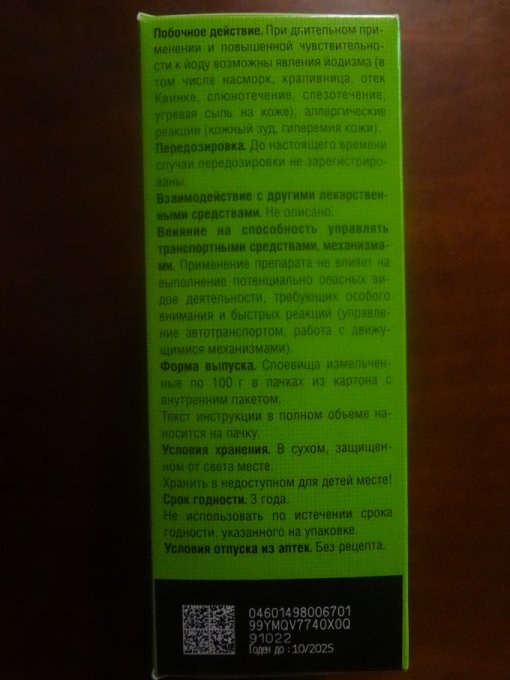 Побочное действие. При длительном при-
менении и повышенной чувствительно-
сти к йоду возможны явления йодизма (в
том числе насморк, крапивница, отек
Квинке, слюнотечение, слезотечение,
угревая сыпь на коже); аллергические
реакции (кожный зуд, гиперемия кожи).
Передозировка. До настоящего времени
случаи передозировки не зарегистриро-
ваны.
Взаимодействие с другими лекарствен-
ными средствами. Не описано.
Влияние на способность управлять
транспортными средствами, механизма-
ми. Применение препарата не влияет на
выполнение потенциально опасных ви-
дов деятельности, требующих особого
внимания и быстрых реакций (управле-
ние автотранспортом, работа с движу-
щимися механизмами).
Форма выпуска. Слоевища измельчен-
ные по 100 г в пачках из картона с
внутренним пакетом.
Текст инструкции в полном объеме на-
носится на пачку.
Условия хранения. В сухом, защищен-
ном от света месте.
Хранить в недоступном для детей месте!
Срок годности. 3 года.
Не использовать по истечении срока
годности, указанного на упаковке.
Условия отпуска из аптек. Без рецепта.
04601498006701
99YMQV7740X0Q
91022
Годен до : 10/2025